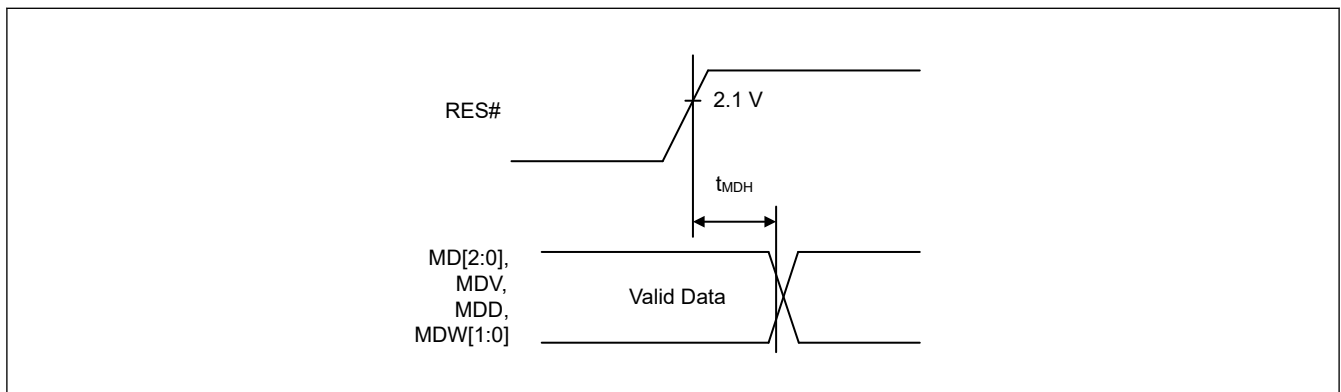 RES#
2.1 V
tMDH
MD[2:0],
MDV,
MDD,
MDW[1:0]
Valid Data